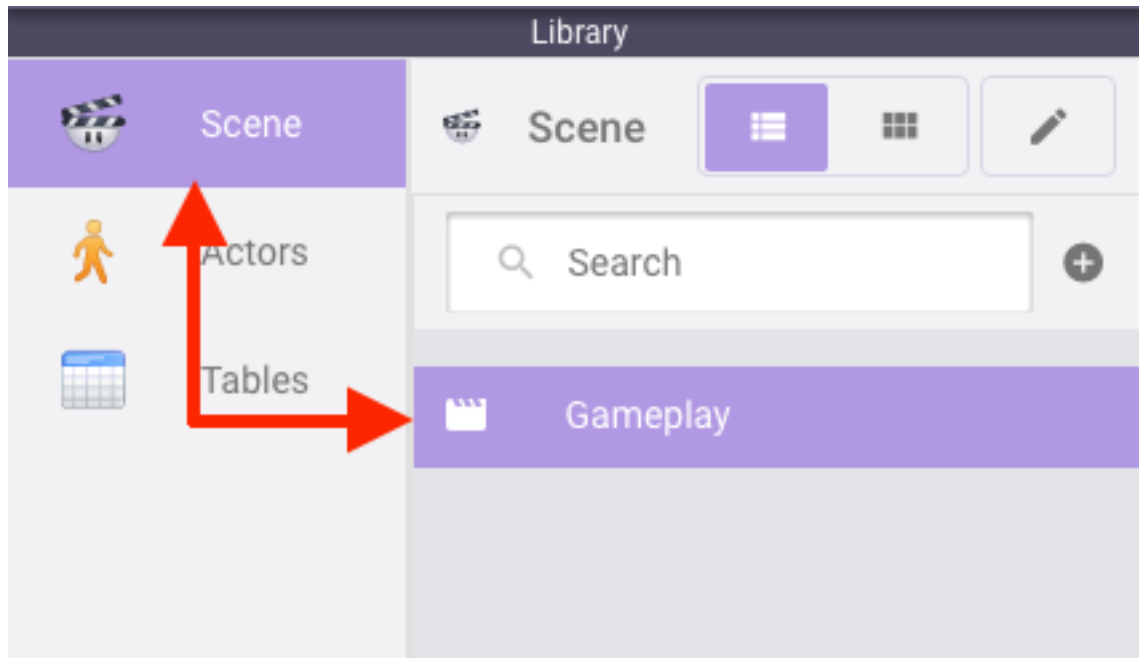 Library
Scene
Actors
Tables
Scene
Search
Gameplay